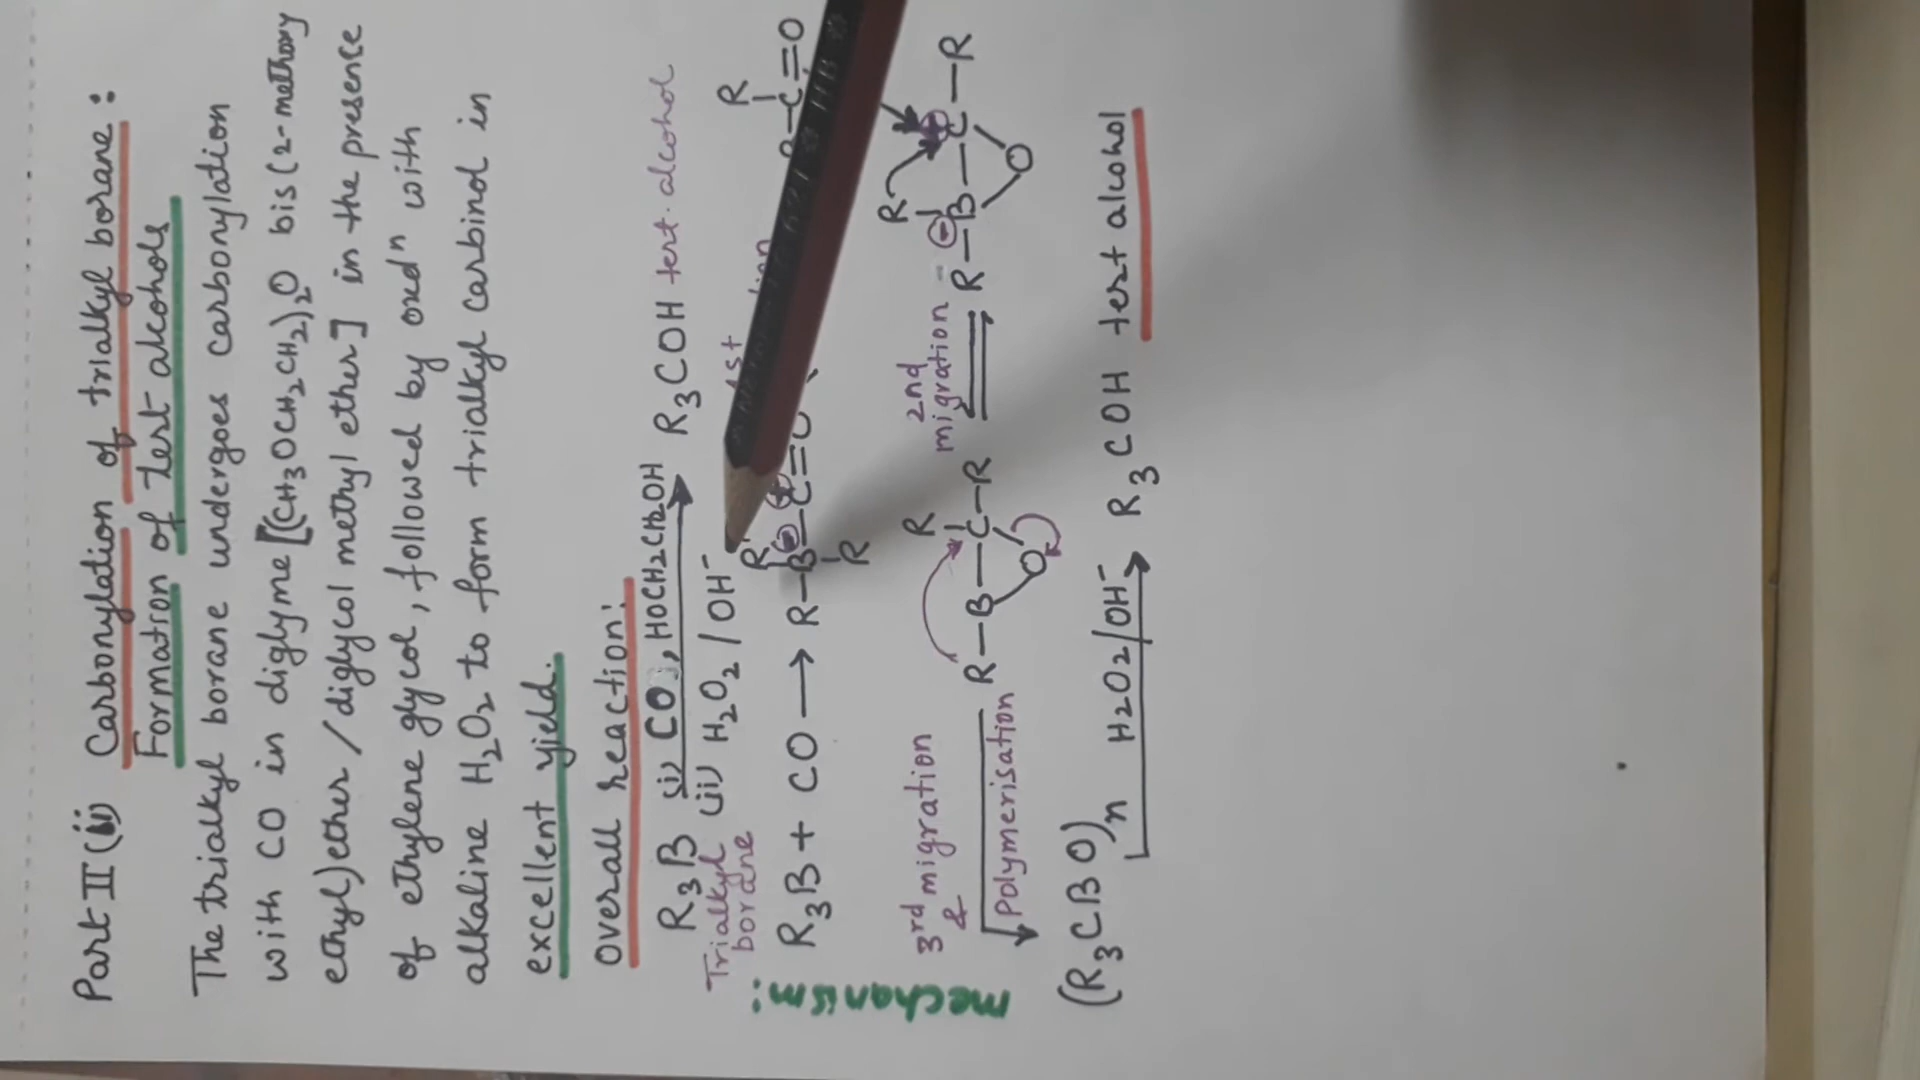 Part II (ii) Carbonylation of trialkyl borane :
Formation of tert alcohols
The trialkyl borane undergoes carbonylation
with CO in diglyme [(CH3OCH2CH2)2O bis (2-methoxy
ethyl) ether / diglycol methyl ether] in the presence
of ethylene glycol, followed by oxdn with
alkaline H2O2 to form trialkyl carbinol in
excellent yield.
Overall reaction:
R3B (i) CO, HOCH2CH2OH R3COH tert. alcohol
Trialkyl borane (ii) H2O2 / OH-
mechanism:
R3B + CO → R-B-C=O
R R
1st
R
R-C=O
3rd migration & Polymerisation
R-B-C-R
R
O
2nd migration
R-B-C-R
R
O
(R3CBO)n H2O2/OH- → R3COH tert alcohol